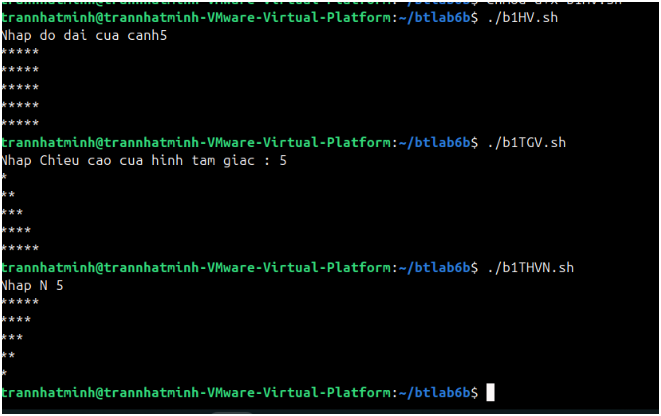 trannhatminh@trannhatminh-VMware-Virtual-Platform:~/btlab6b$ ./b1HV.sh
Nhap do dai cua canh5
*****
*****
*****
*****
*****
trannhatminh@trannhatminh-VMware-Virtual-Platform:~/btlab6b$ ./b1TGV.sh
Nhap Chieu cao cua hinh tam giac : 5
*
**
***
****
*****
trannhatminh@trannhatminh-VMware-Virtual-Platform:~/btlab6b$ ./b1THVN.sh
Nhap N 5
*****
****
***
**
*
trannhatminh@trannhatminh-VMware-Virtual-Platform:~/btlab6b$